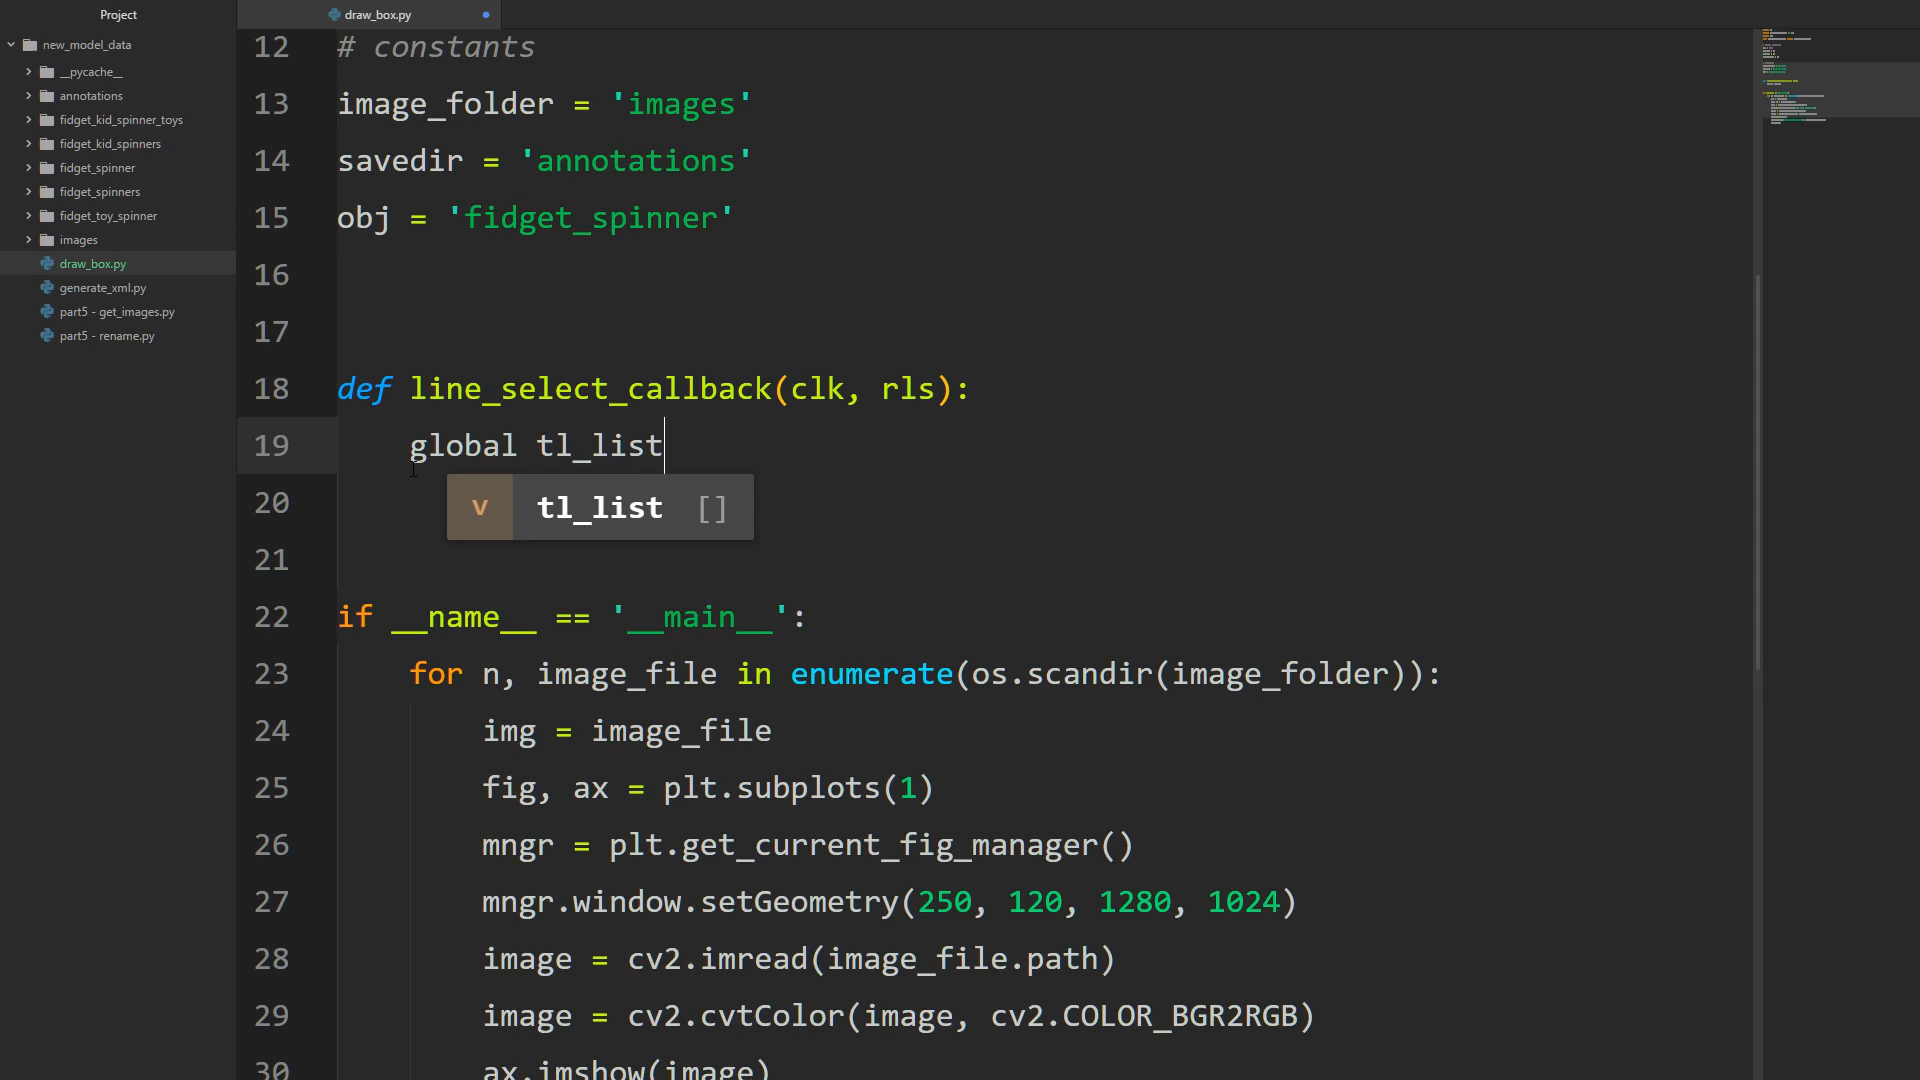 Project
draw_box.py
new_model_data
__pycache__
annotations
fidget_kid_spinner_toys
fidget_kid_spinners
fidget_spinner
fidget_spinners
fidget_toy_spinner
images
draw_box.py
generate_xml.py
part5 - get_images.py
part5 - rename.py
12 # constants
13 image_folder = 'images'
14 savedir = 'annotations'
15 obj = 'fidget_spinner'
16
17
18 def line_select_callback(clk, rls):
19 global tl_list
v tl_list []
20
21
22 if __name__ == '__main__':
23 for n, image_file in enumerate(os.scandir(image_folder)):
24 img = image_file
25 fig, ax = plt.subplots(1)
26 mngr = plt.get_current_fig_manager()
27 mngr.window.setGeometry(250, 120, 1280, 1024)
28 image = cv2.imread(image_file.path)
29 image = cv2.cvtColor(image, cv2.COLOR_BGR2RGB)
30 ax.imshow(image)